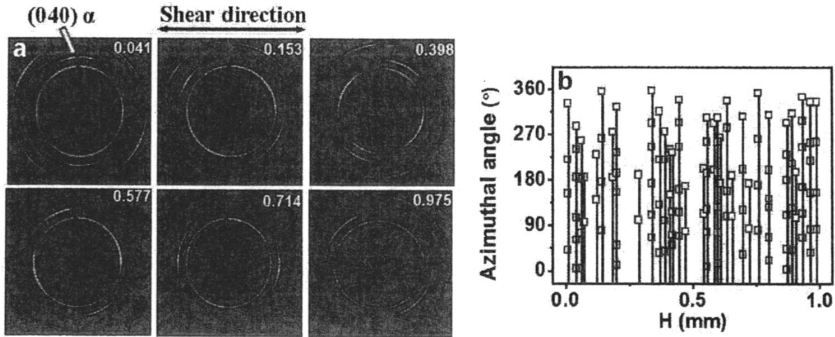 (040) α
Shear direction
a
0.041
0.153
0.398
0.577
0.714
0.975
b
Azimuthal angle (°)
360
270
180
90
0
0.0
0.5
1.0
H (mm)